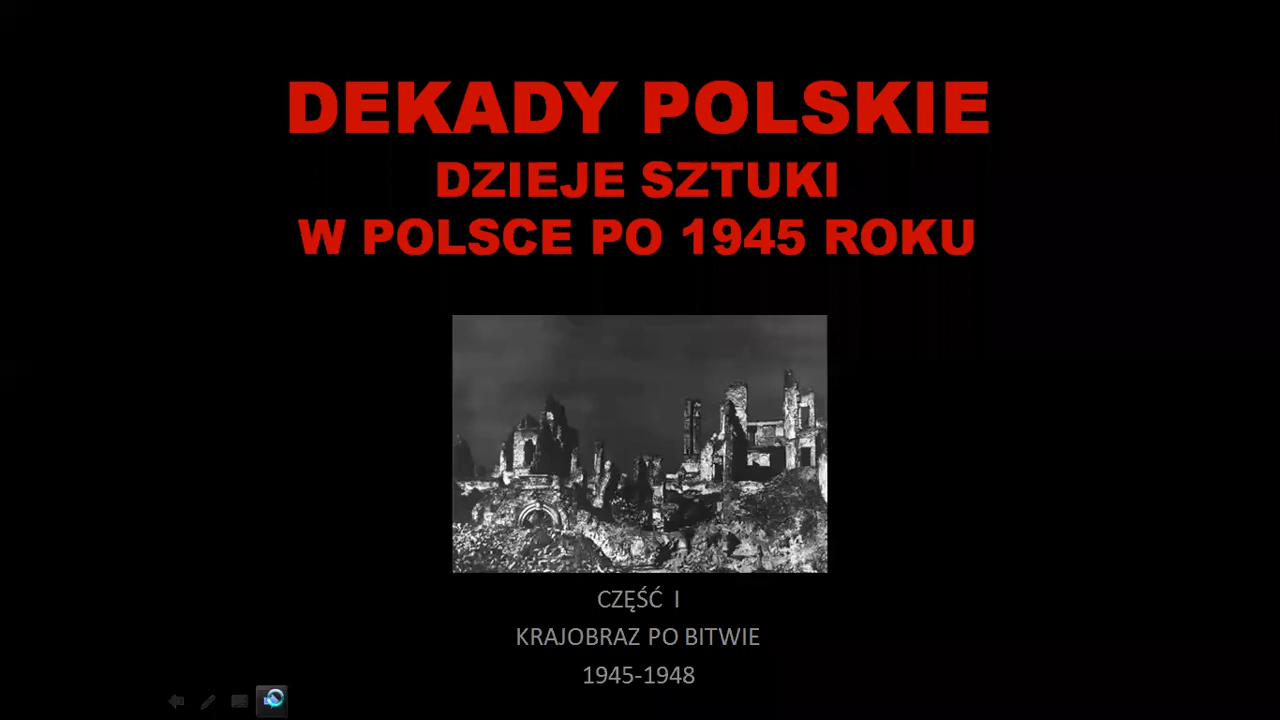 DEKADY POLSKIE
DZIEJE SZTUKI
W POLSCE PO 1945 ROKU
CZĘŚĆ I
KRAJOBRAZ PO BITWIE
1945-1948